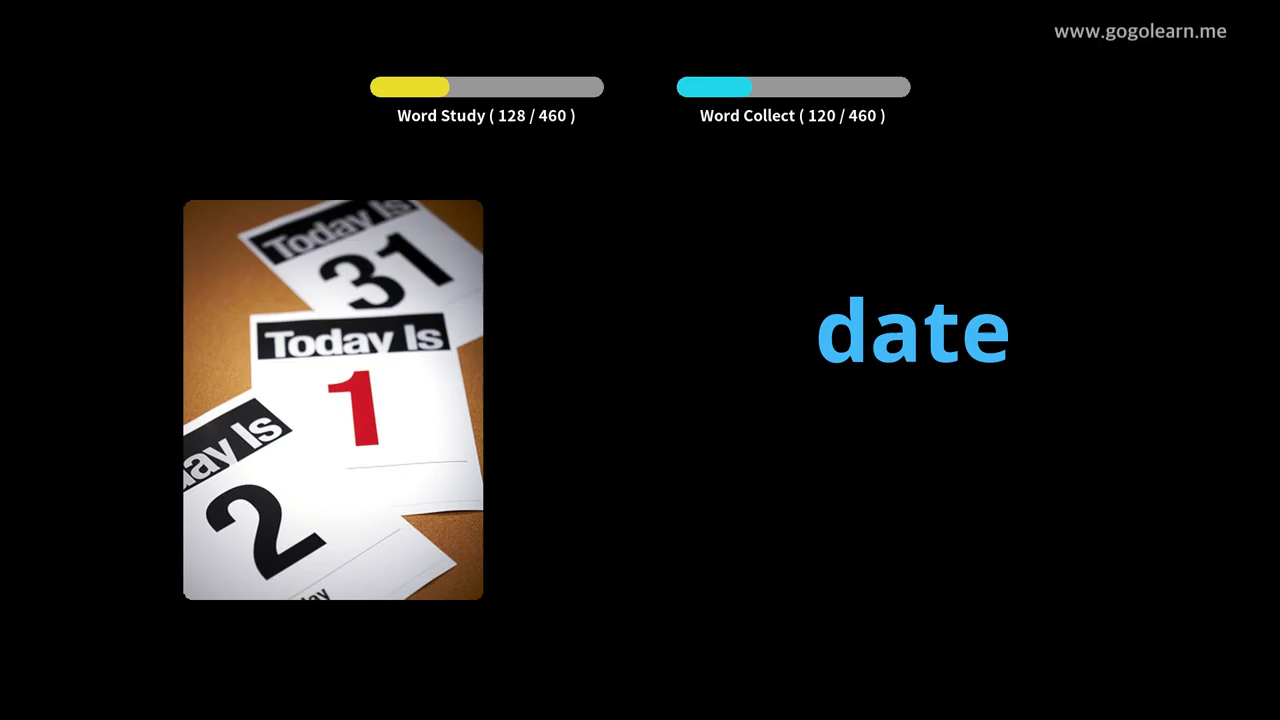 www.gogolearn.me
Word Study ( 128 / 460 )
Word Collect ( 120 / 460 )
Today Is
31
Today Is
1
ay Is
2
day
date